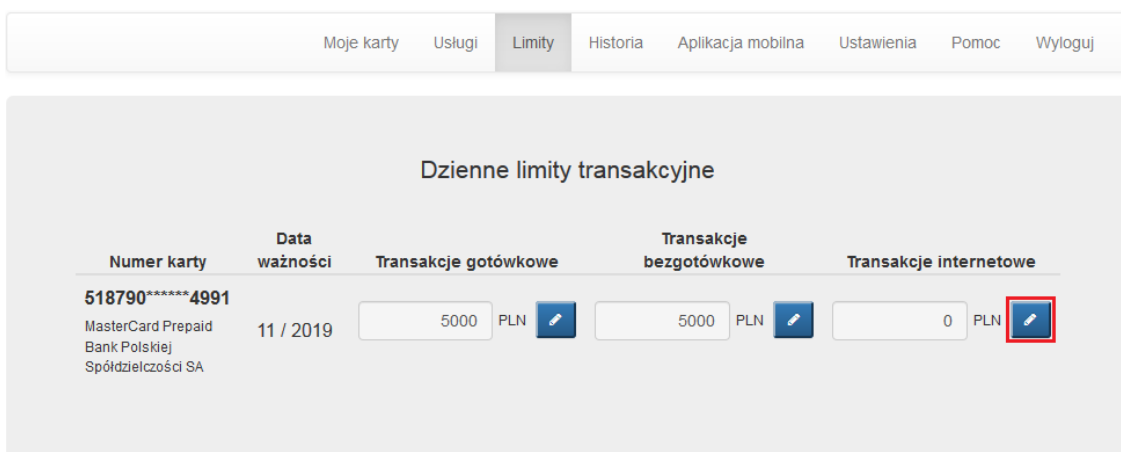 Moje karty Usługi Limity Historia Aplikacja mobilna Ustawienia Pomoc Wyloguj
Dzienne limity transakcyjne
Numer karty Data ważności Transakcje gotówkowe Transakcje bezgotówkowe Transakcje internetowe
518790******4991
MasterCard Prepaid
Bank Polskiej
Spółdzielczości SA
11 / 2019 5000 PLN 5000 PLN 0 PLN